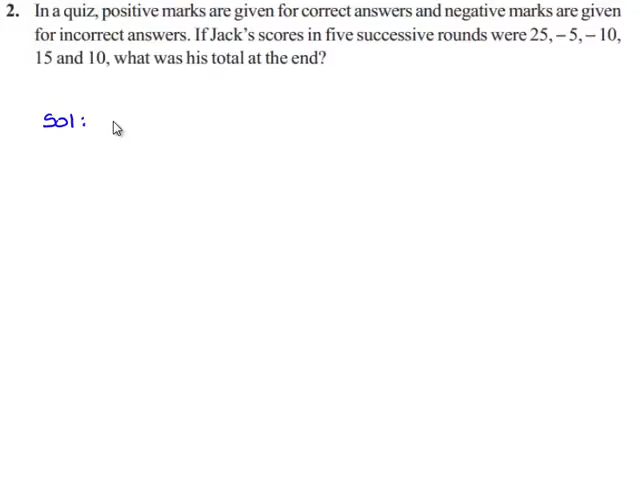 2. In a quiz, positive marks are given for correct answers and negative marks are given
for incorrect answers. If Jack's scores in five successive rounds were 25, – 5, – 10,
15 and 10, what was his total at the end?
Sol: